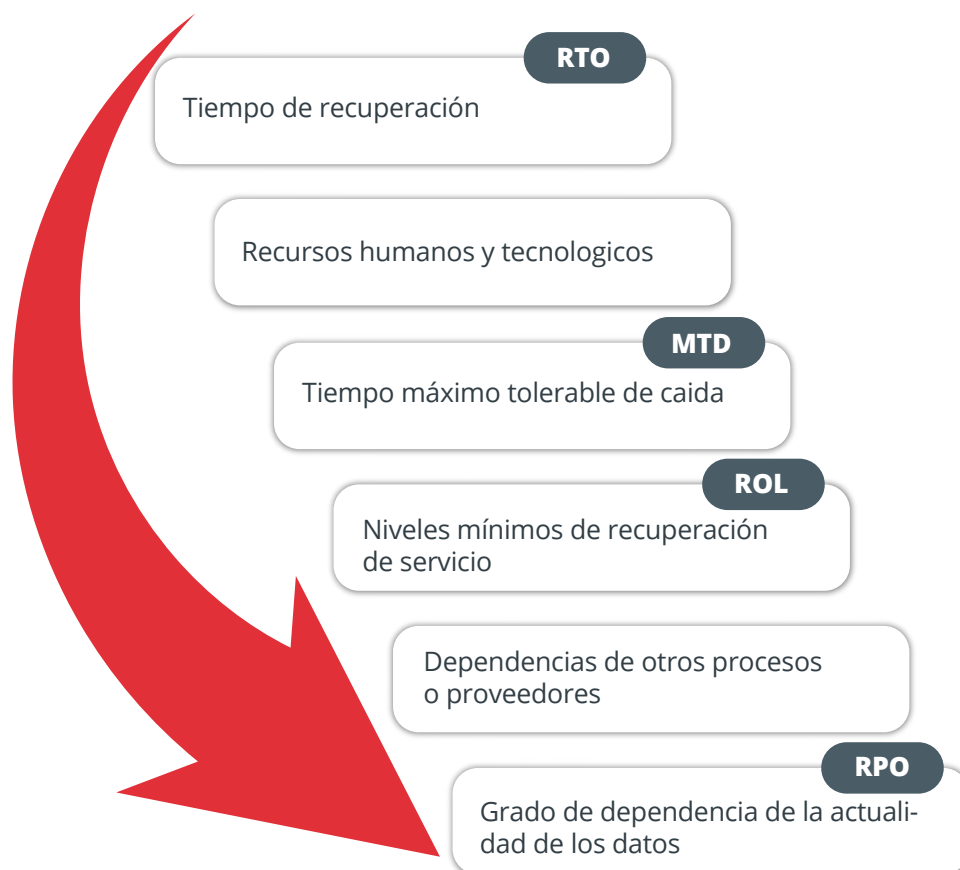 RTO
Tiempo de recuperación
Recursos humanos y tecnologicos
MTD
Tiempo máximo tolerable de caida
ROL
Niveles mínimos de recuperación
de servicio
Dependencias de otros procesos
o proveedores
RPO
Grado de dependencia de la actuali-
dad de los datos